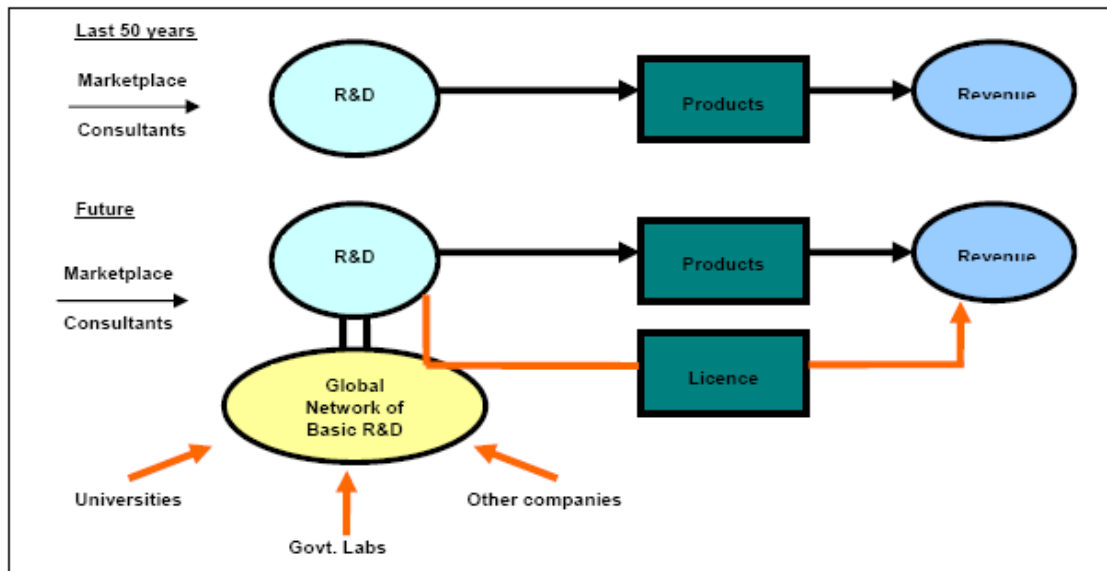 Last 50 years
Marketplace
Consultants
R&D
Products
Revenue
Future
Marketplace
Consultants
R&D
Products
Revenue
Licence
Global
Network of
Basic R&D
Universities
Other companies
Govt. Labs